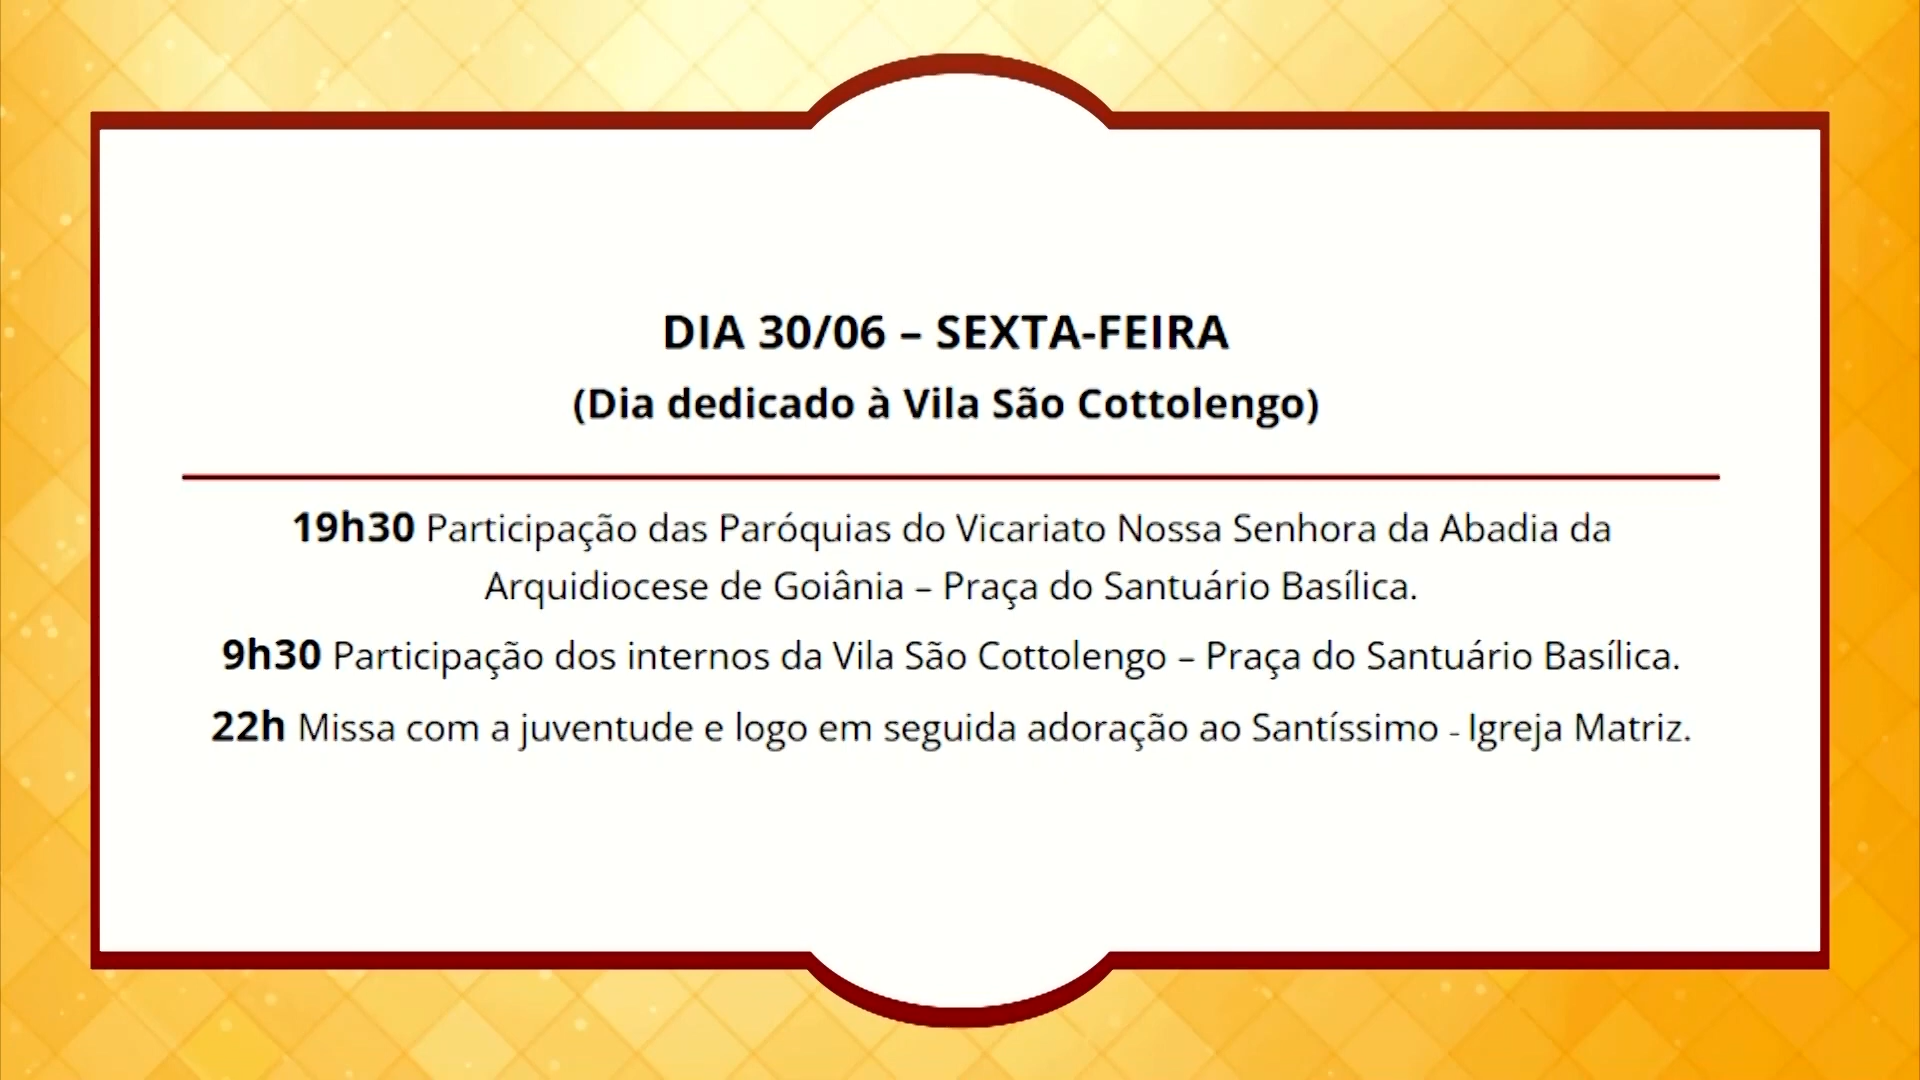 DIA 30/06 – SEXTA-FEIRA
(Dia dedicado à Vila São Cottolengo)
19h30 Participação das Paróquias do Vicariato Nossa Senhora da Abadia da
Arquidiocese de Goiânia – Praça do Santuário Basílica.
9h30 Participação dos internos da Vila São Cottolengo – Praça do Santuário Basílica.
22h Missa com a juventude e logo em seguida adoração ao Santíssimo - Igreja Matriz.